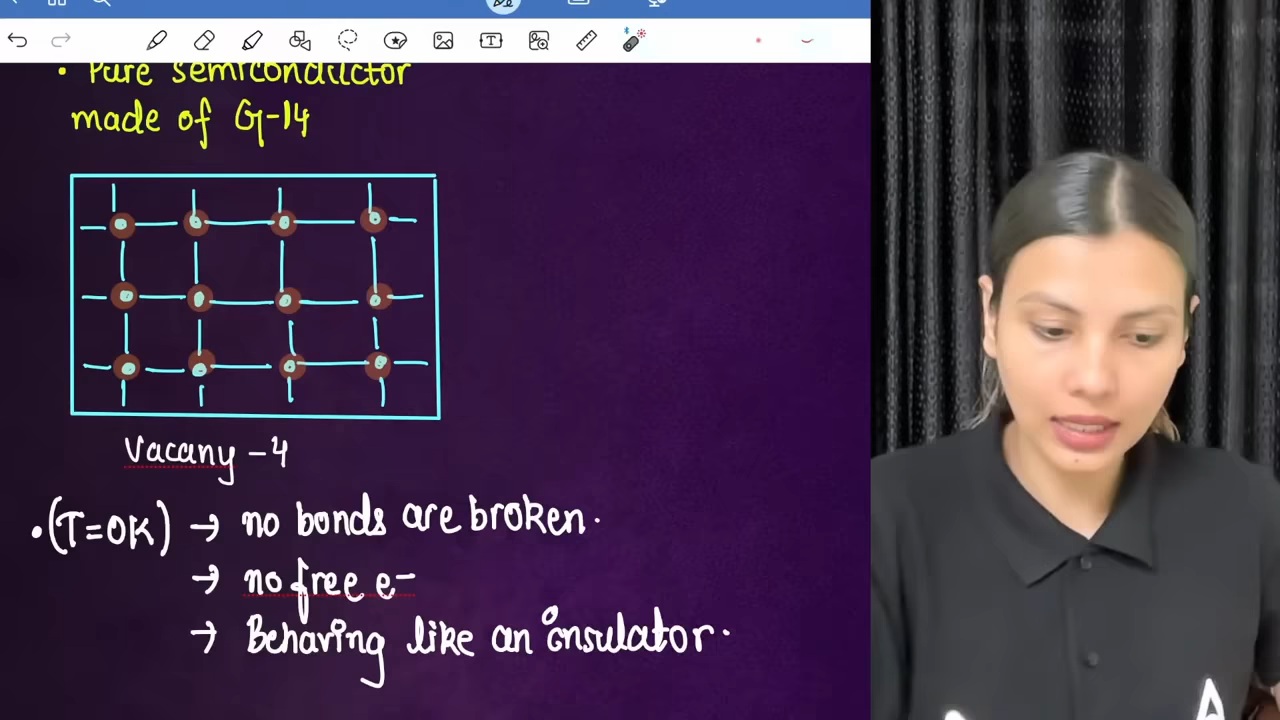 • Pure semiconductor
made of G-14
Vacany - 4
• (T=0K) → no bonds are broken.
→ no free e-
→ Behaving like an insulator.